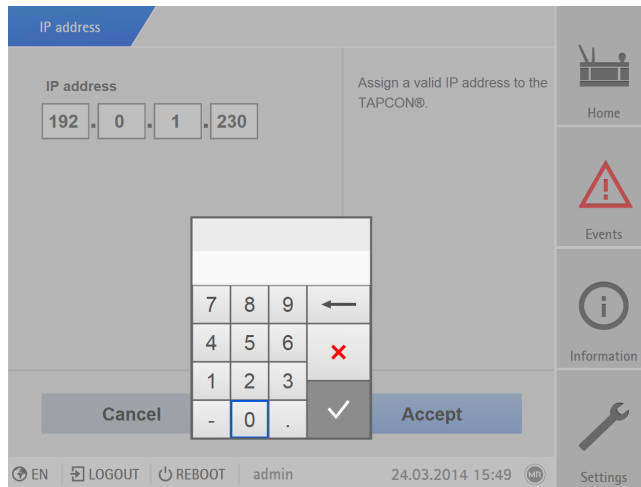 IP address
IP address
192 . 0 . 1 . 230
Assign a valid IP address to the
TAPCON®.
Home
Events
Information
Settings
7 8 9
4 5 6
1 2 3
- 0 .
Cancel
Accept
EN LOGOUT REBOOT admin 24.03.2014 15:49 MR